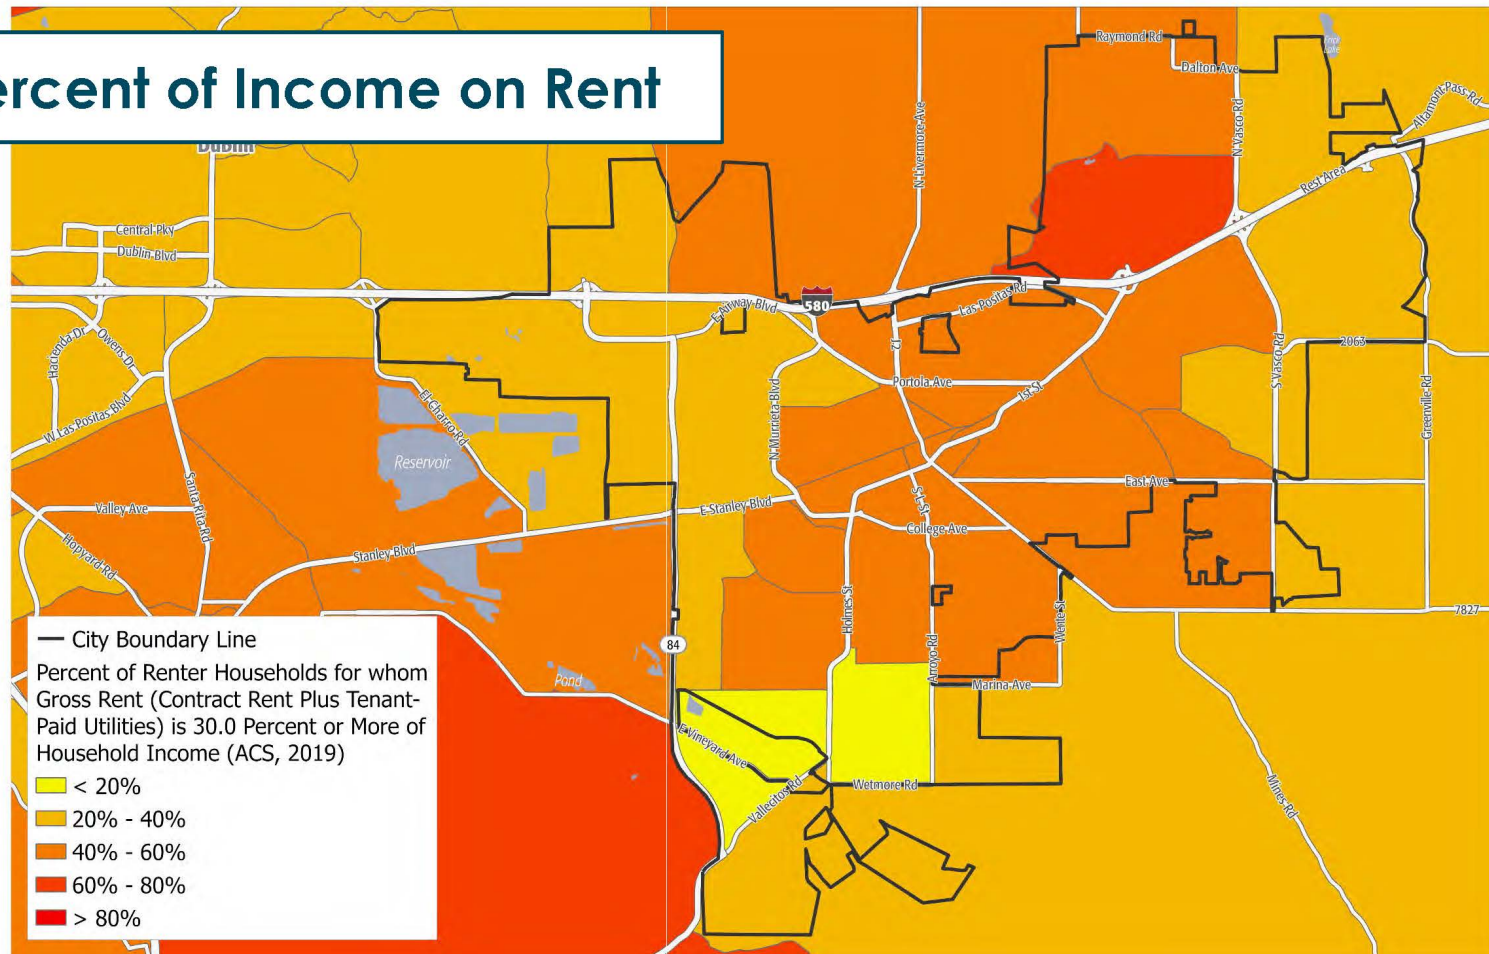 ercent of Income on Rent
Dublin
Raymond Rd
Dalton Ave
Altamont Pass Rd
N Livermore Ave
N Vasco Rd
Rest Area
Central Pky
Dublin Blvd
580
E Airway Blvd
Las Positas Rd
Hacienda Dr
Owens Dr
W Las Positas Blvd
El Charro Rd
Reservoir
N Murrieta Blvd
Portola Ave
1st St
S Vasco Rd
2063
Greenville Rd
Valley Ave
Santa Rita Rd
Hopyard Rd
Stanley Blvd
E Stanley Blvd
S L St
College Ave
East Ave
Holmes St
Arroyo Rd
Wente St
7827
84
Pond
Marina Ave
E Vineyard Ave
Vallecitos Rd
Wetmore Rd
Mines Rd
City Boundary Line
Percent of Renter Households for whom
Gross Rent (Contract Rent Plus Tenant-
Paid Utilities) is 30.0 Percent or More of
Household Income (ACS, 2019)
< 20%
20% - 40%
40% - 60%
60% - 80%
> 80%